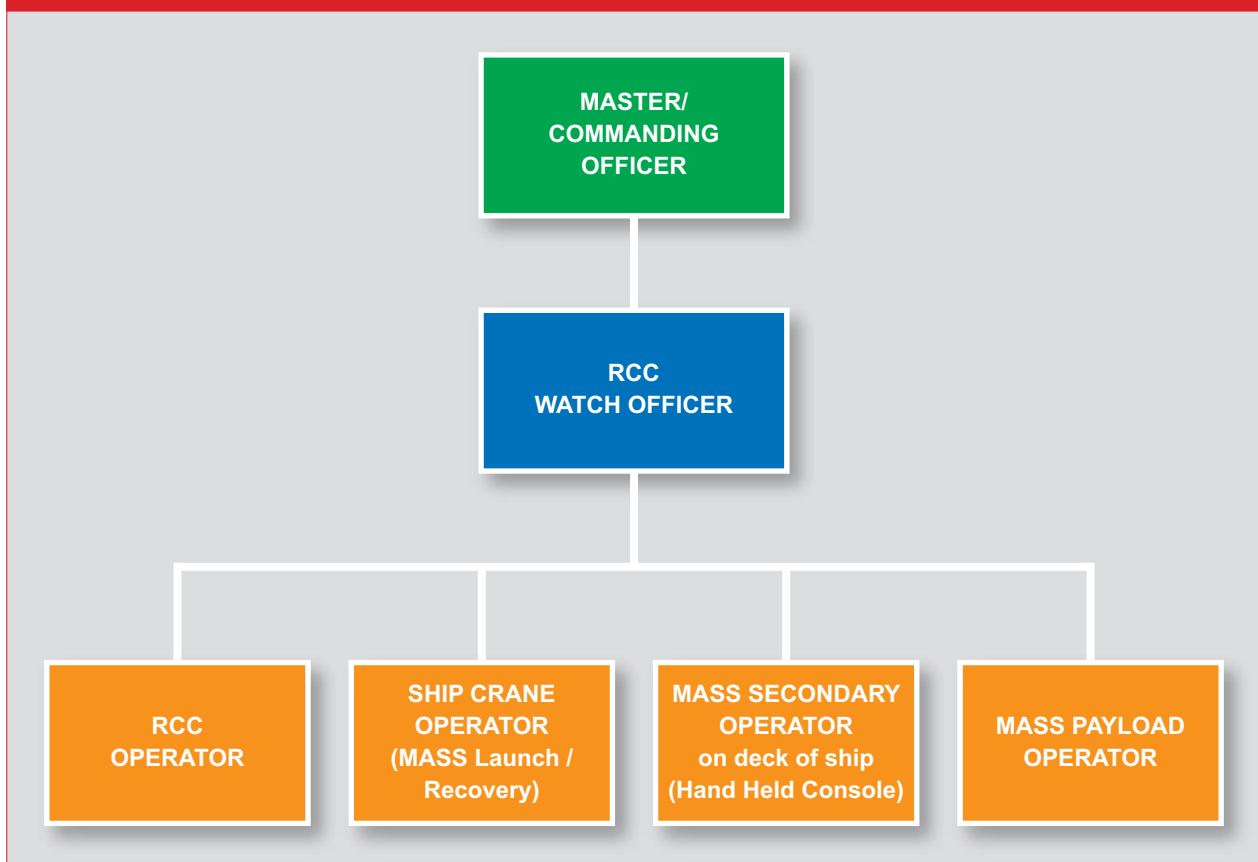 MASTER/
COMMANDING
OFFICER
RCC
WATCH OFFICER
RCC
OPERATOR
SHIP CRANE
OPERATOR
(MASS Launch /
Recovery)
MASS SECONDARY
OPERATOR
on deck of ship
(Hand Held Console)
MASS PAYLOAD
OPERATOR